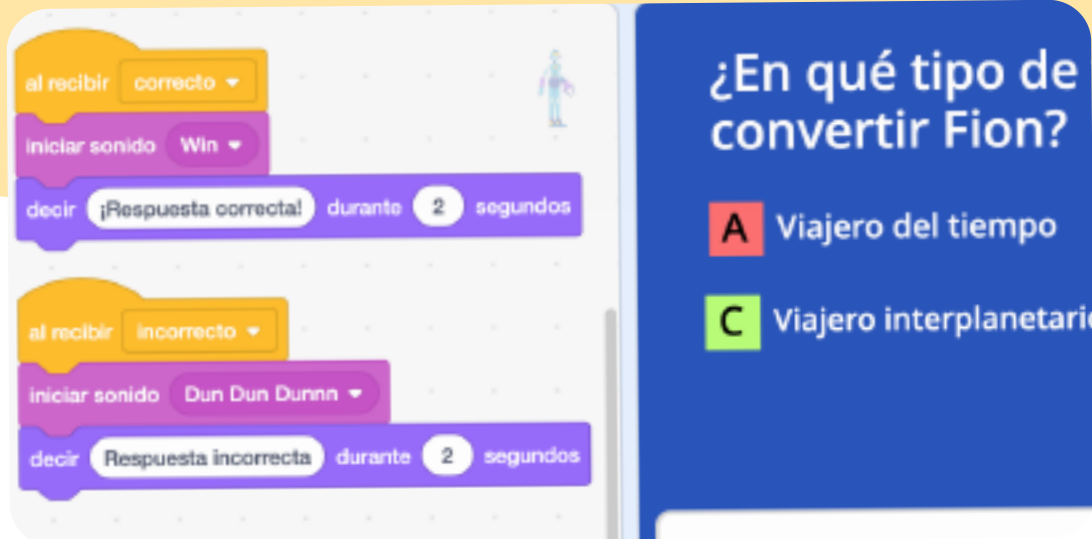 al recibir correcto
iniciar sonido Win
decir ¡Respuesta correcta! durante 2 segundos
al recibir incorrecto
iniciar sonido Dun Dun Dunnn
decir Respuesta incorrecta durante 2 segundos
¿En qué tipo de
convertir Fion?
A Viajero del tiempo
C Viajero interplanetario